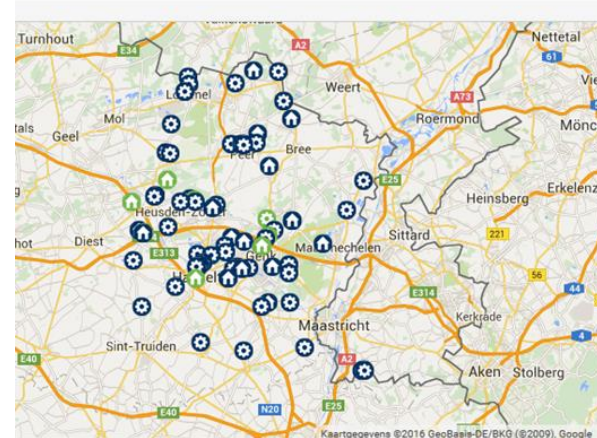 Turnhout
Nettetal
E34
A2
61
Weert
A73
Mol
Roermond
Geel
Bree
Peer
E25
Heinsberg
Erkelenz
Heusden-Zolder
221
Diest
Sittard
E313
Genk
56
44
E314
Kerkrade
Maastricht
4
Sint-Truiden
A2
E40
Aken
Stolberg
E25
E40
N20
Kaartgegevens ©2016 GeoBasis-DE/BKG (©2009), Google